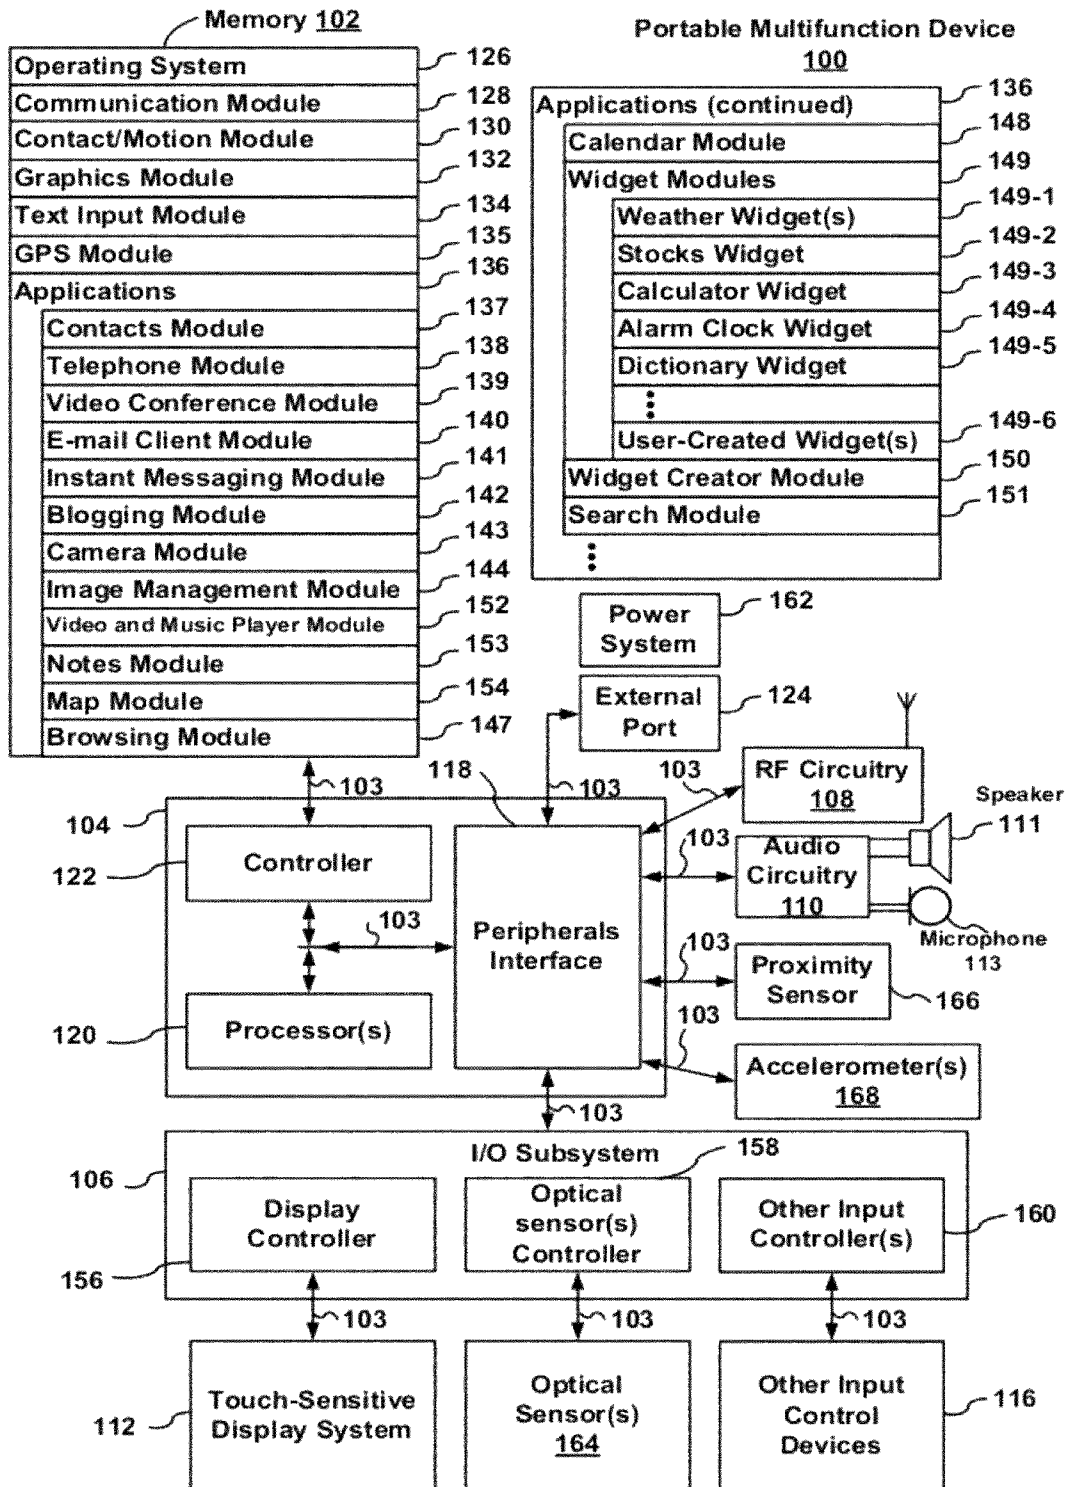 Memory 102
Operating System 126
Communication Module 128
Contact/Motion Module 130
Graphics Module 132
Text Input Module 134
GPS Module 135
Applications 136
Contacts Module 137
Telephone Module 138
Video Conference Module 139
E-mail Client Module 140
Instant Messaging Module 141
Blogging Module 142
Camera Module 143
Image Management Module 144
Video and Music Player Module 152
Notes Module 153
Map Module 154
Browsing Module 147
Portable Multifunction Device
100
Applications (continued) 136
Calendar Module 148
Widget Modules 149
Weather Widget(s) 149-1
Stocks Widget 149-2
Calculator Widget 149-3
Alarm Clock Widget 149-4
Dictionary Widget 149-5
User-Created Widget(s) 149-6
Widget Creator Module 150
Search Module 151
Power
System
162
External
Port
124
103
103
118
103
RF Circuitry
108
Speaker
111
104
122
Controller
103
Audio
Circuitry
110
Microphone
113
103
Peripherals
Interface
103
Proximity
Sensor
166
120
Processor(s)
103
Accelerometer(s)
168
103
I/O Subsystem
106
158
Display
Controller
156
Optical
sensor(s)
Controller
Other Input
Controller(s)
160
103
103
103
Touch-Sensitive
Display System
112
Optical
Sensor(s)
164
Other Input
Control
Devices
116